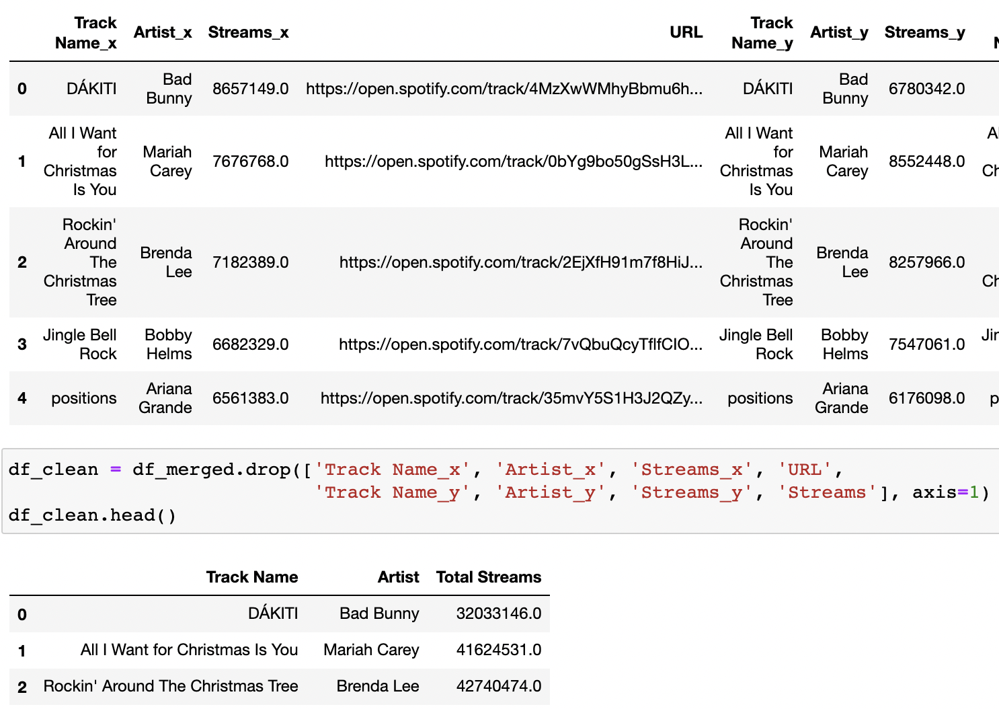 Track Name_x Artist_x Streams_x URL Track Name_y Artist_y Streams_y
0 DÁKITI Bad Bunny 8657149.0 https://open.spotify.com/track/4MzXwWMhyBbmu6h... DÁKITI Bad Bunny 6780342.0
1 All I Want for Christmas Is You Mariah Carey 7676768.0 https://open.spotify.com/track/0bYg9bo50gSsH3L... All I Want for Christmas Is You Mariah Carey 8552448.0
2 Rockin' Around The Christmas Tree Brenda Lee 7182389.0 https://open.spotify.com/track/2EjXfH91m7f8HiJ... Rockin' Around The Christmas Tree Brenda Lee 8257966.0
3 Jingle Bell Rock Bobby Helms 6682329.0 https://open.spotify.com/track/7vQbuQcyTflfCIO... Jingle Bell Rock Bobby Helms 7547061.0
4 positions Ariana Grande 6561383.0 https://open.spotify.com/track/35mvY5S1H3J2QZy... positions Ariana Grande 6176098.0
df_clean = df_merged.drop(['Track Name_x', 'Artist_x', 'Streams_x', 'URL',
'Track Name_y', 'Artist_y', 'Streams_y', 'Streams'], axis=1)
df_clean.head()
Track Name Artist Total Streams
0 DÁKITI Bad Bunny 32033146.0
1 All I Want for Christmas Is You Mariah Carey 41624531.0
2 Rockin' Around The Christmas Tree Brenda Lee 42740474.0